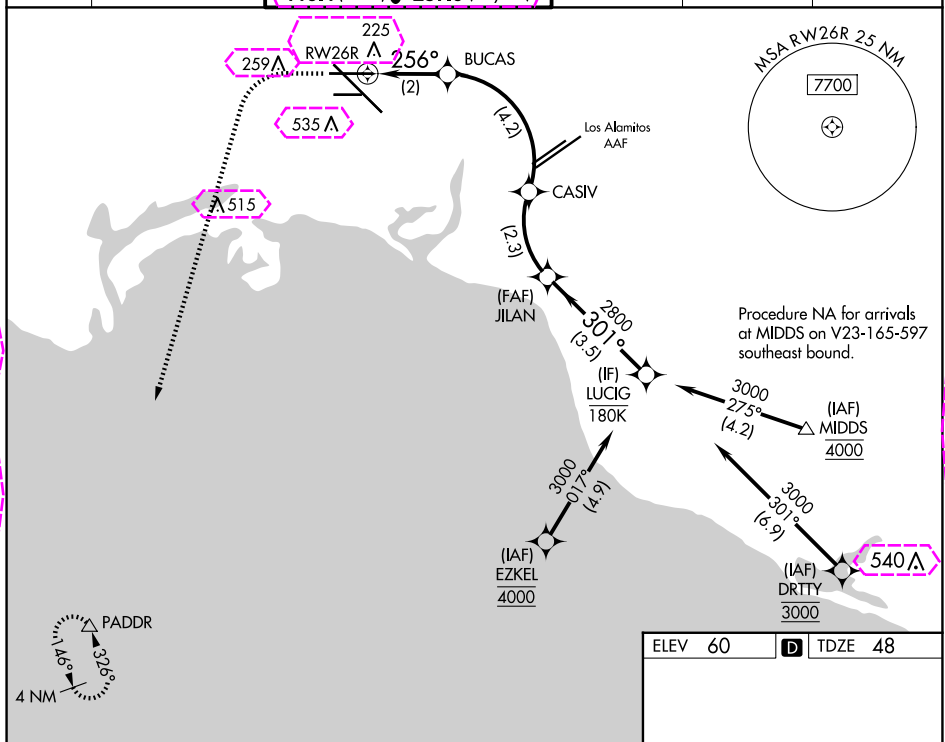 225
259
RW26R
256°
BUCAS
(2)
535
(4.2)
Los Alamitos
AAF
MSA RW26R 25 NM
7700
CASIV
515
(2.3)
(FAF)
JILAN
2800
301°
(3.5)
Procedure NA for arrivals
at MIDDS on V23-165-597
southeast bound.
(IF)
LUCIG
180K
3000
275°
(4.2)
(IAF)
MIDDS
4000
3000
017°
(4.9)
3000
301°
(6.9)
(IAF)
EZKEL
4000
(IAF)
DRTTY
3000
540
PADDR
146°
326°
4 NM
ELEV 60
D
TDZE 48